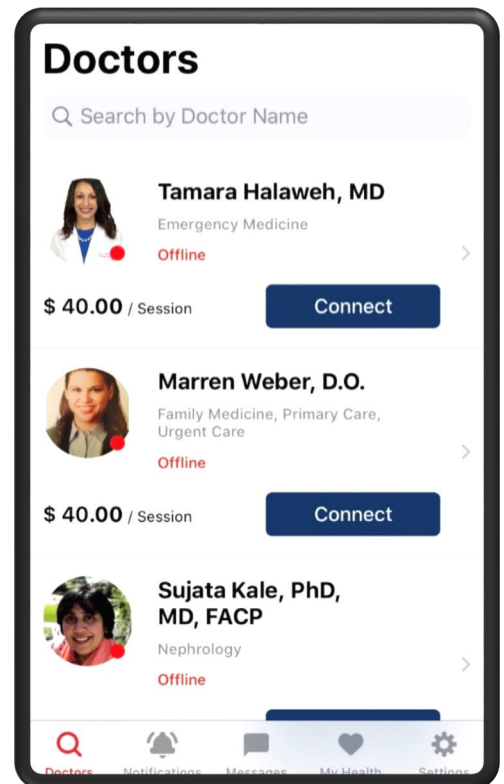 Doctors
Search by Doctor Name
Tamara Halaweh, MD
Emergency Medicine
Offline
$ 40.00 / Session
Connect
Marren Weber, D.O.
Family Medicine, Primary Care,
Urgent Care
Offline
$ 40.00 / Session
Connect
Sujata Kale, PhD,
MD, FACP
Nephrology
Offline
Doctors Notifications Messages My Health Settings